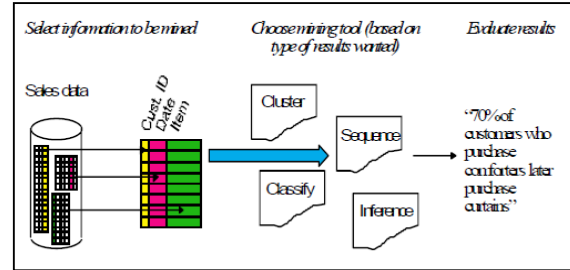 Select information to be mined
Choose mining tool (based on
type of results wanted)
Evaluate results
Sales data
Cust. ID
Date
Item
Cluster
Sequence
Classify
Inference
“70% of
customers who
purchase
comforters later
purchase
curtains”